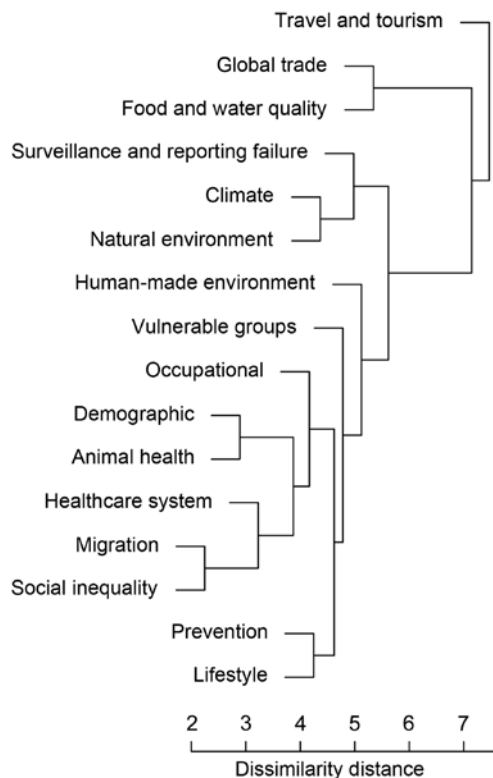 Travel and tourism
Global trade
Food and water quality
Surveillance and reporting failure
Climate
Natural environment
Human-made environment
Vulnerable groups
Occupational
Demographic
Animal health
Healthcare system
Migration
Social inequality
Prevention
Lifestyle
2 3 4 5 6 7
Dissimilarity distance